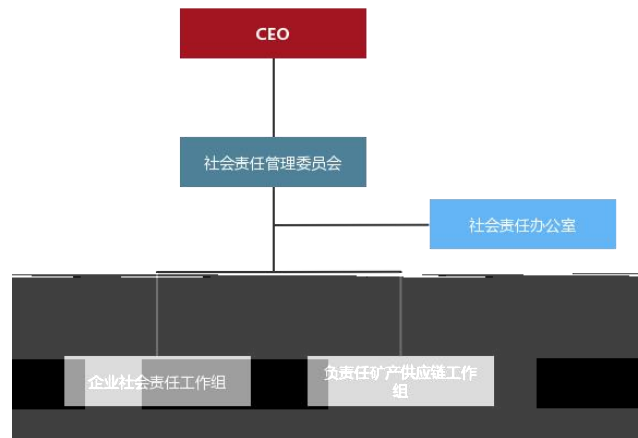 CEO
社会责任管理委员会
社会责任办公室
企业社会责任工作组
负责任矿产供应链工作
组